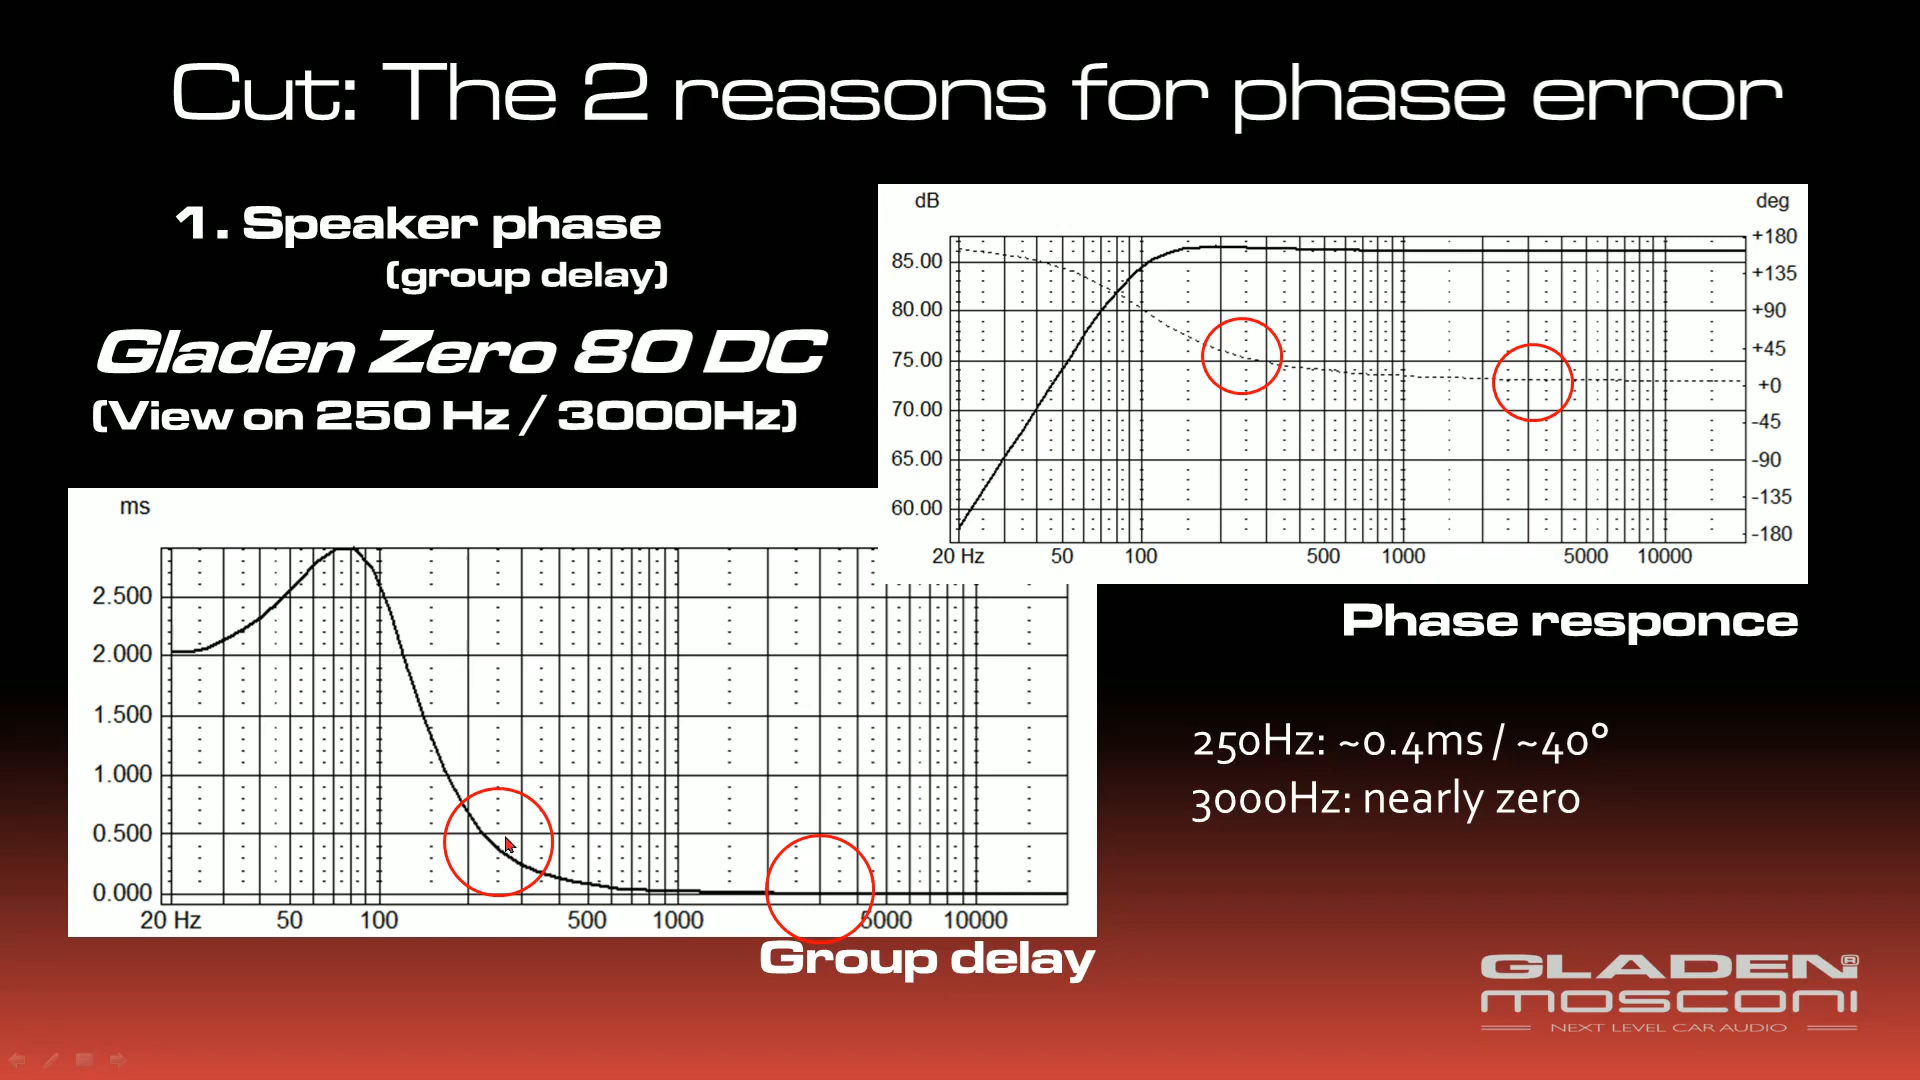 Cut: The 2 reasons for phase error
1. Speaker phase
(group delay)
Gladen Zero 80 DC
(View on 250 Hz / 3000Hz)
dB
deg
85.00
80.00
75.00
70.00
65.00
60.00
+180
+135
+90
+45
+0
-45
-90
-135
-180
20 Hz 50 100 500 1000 5000 10000
Phase responce
ms
2.500
2.000
1.500
1.000
0.500
0.000
20 Hz 50 100 500 1000 5000 10000
Group delay
250Hz: ~0.4ms / ~40°
3000Hz: nearly zero
GLADEN®
MOSCONI
NEXT LEVEL CAR AUDIO